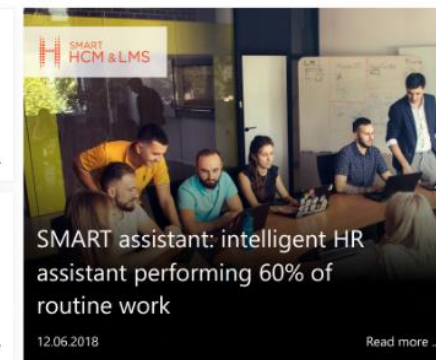 SMART
HCM & LMS
SMART assistant: intelligent HR
assistant performing 60% of
routine work
12.06.2018
Read more ..